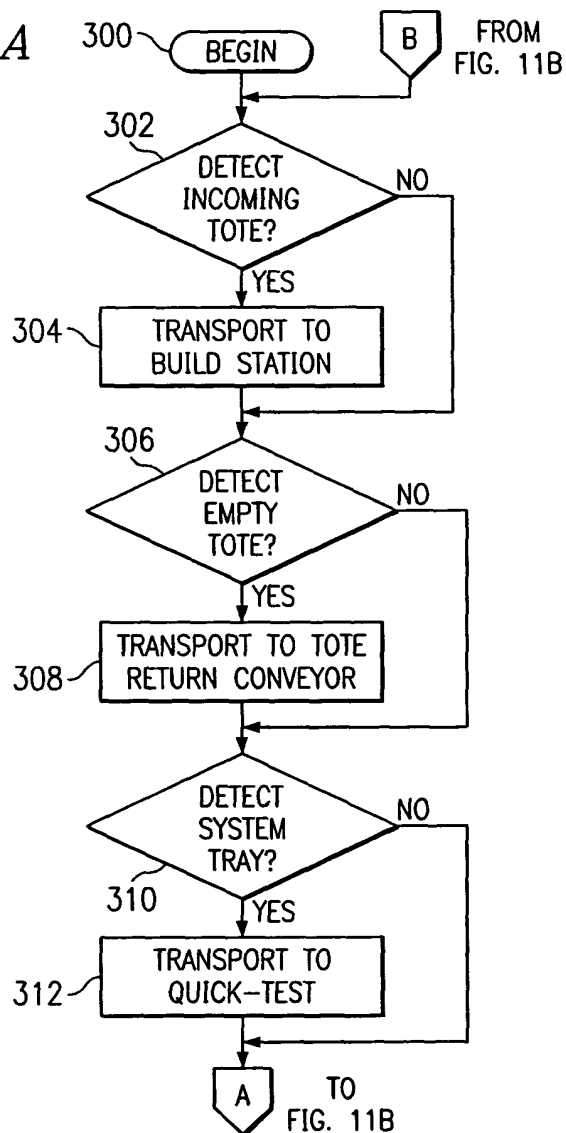 A
300
BEGIN
B
FROM
FIG. 11B
302
DETECT
INCOMING
TOTE?
NO
YES
304
TRANSPORT TO
BUILD STATION
306
DETECT
EMPTY
TOTE?
NO
YES
308
TRANSPORT TO TOTE
RETURN CONVEYOR
DETECT
SYSTEM
TRAY?
NO
310
YES
312
TRANSPORT TO
QUICK-TEST
A
TO
FIG. 11B